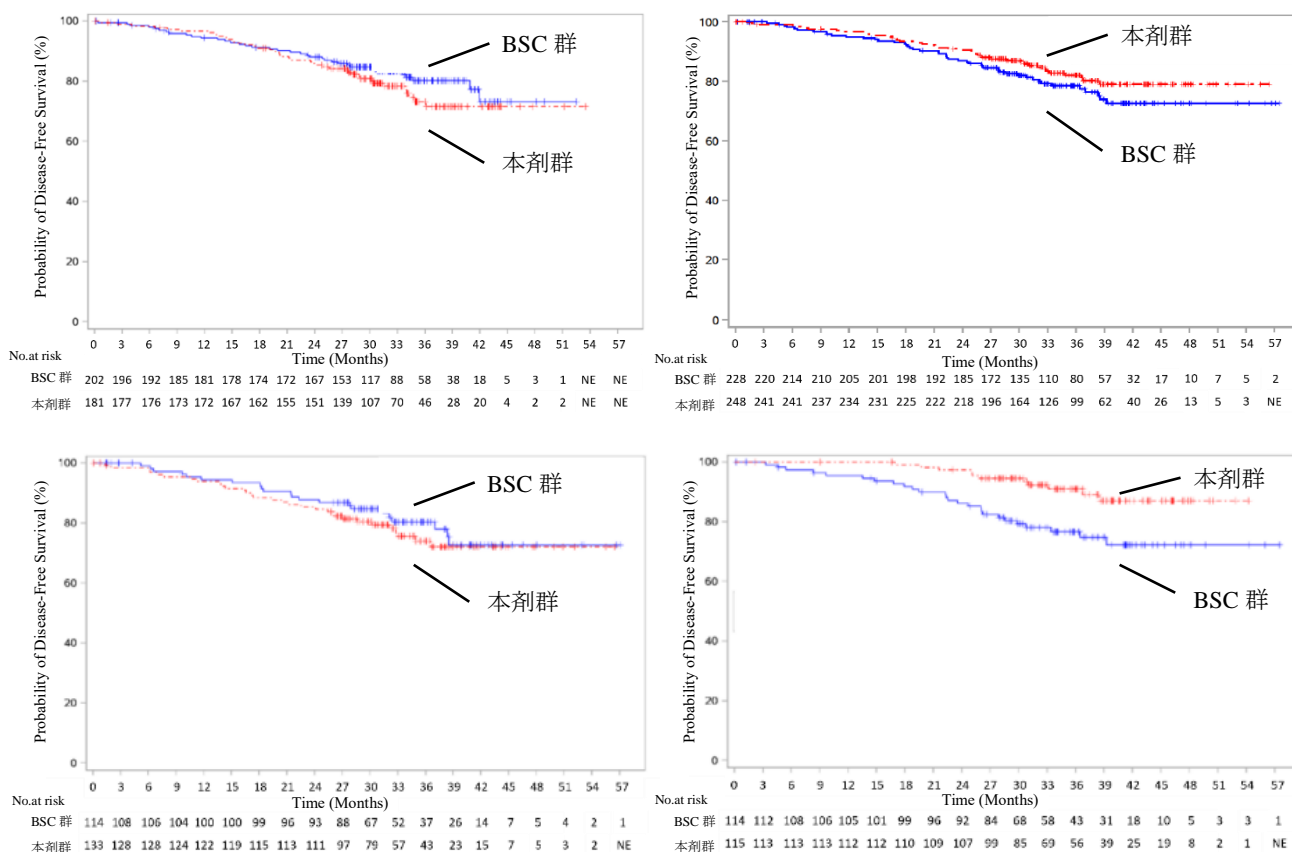 Probability of Disease-Free Survival (%)
100
80
60
40
20
0
BSC 群
本剤群
0 3 6 9 12 15 18 21 24 27 30 33 36 39 42 45 48 51 54 57
Time (Months)
No.at risk
BSC 群 202 196 192 185 181 178 174 172 167 153 117 88 58 38 18 5 3 1 NE NE
本剤群 181 177 176 173 172 167 162 155 151 139 107 70 46 28 20 4 2 2 NE NE
Probability of Disease-Free Survival (%)
100
80
60
40
20
0
本剤群
BSC 群
0 3 6 9 12 15 18 21 24 27 30 33 36 39 42 45 48 51 54 57
Time (Months)
No.at risk
BSC 群 228 220 214 210 205 201 198 192 185 172 135 110 80 57 32 17 10 7 5 2
本剤群 248 241 241 237 234 231 225 222 218 196 164 126 99 62 40 26 13 5 3 NE
Probability of Disease-Free Survival (%)
100
80
60
40
20
0
BSC 群
本剤群
0 3 6 9 12 15 18 21 24 27 30 33 36 39 42 45 48 51 54 57
Time (Months)
No.at risk
BSC 群 114 108 106 104 100 100 99 96 93 88 67 52 37 26 14 7 5 4 2 1
本剤群 133 128 128 124 122 119 115 113 111 97 79 57 43 23 15 7 5 3 2 NE
Probability of Disease-Free Survival (%)
100
80
60
40
20
0
本剤群
BSC 群
0 3 6 9 12 15 18 21 24 27 30 33 36 39 42 45 48 51 54 57
Time (Months)
No.at risk
BSC 群 114 112 108 106 105 101 99 96 92 84 68 58 43 31 18 10 5 3 3 1
本剤群 115 113 113 113 112 112 110 109 107 99 85 69 56 39 25 19 8 2 1 NE